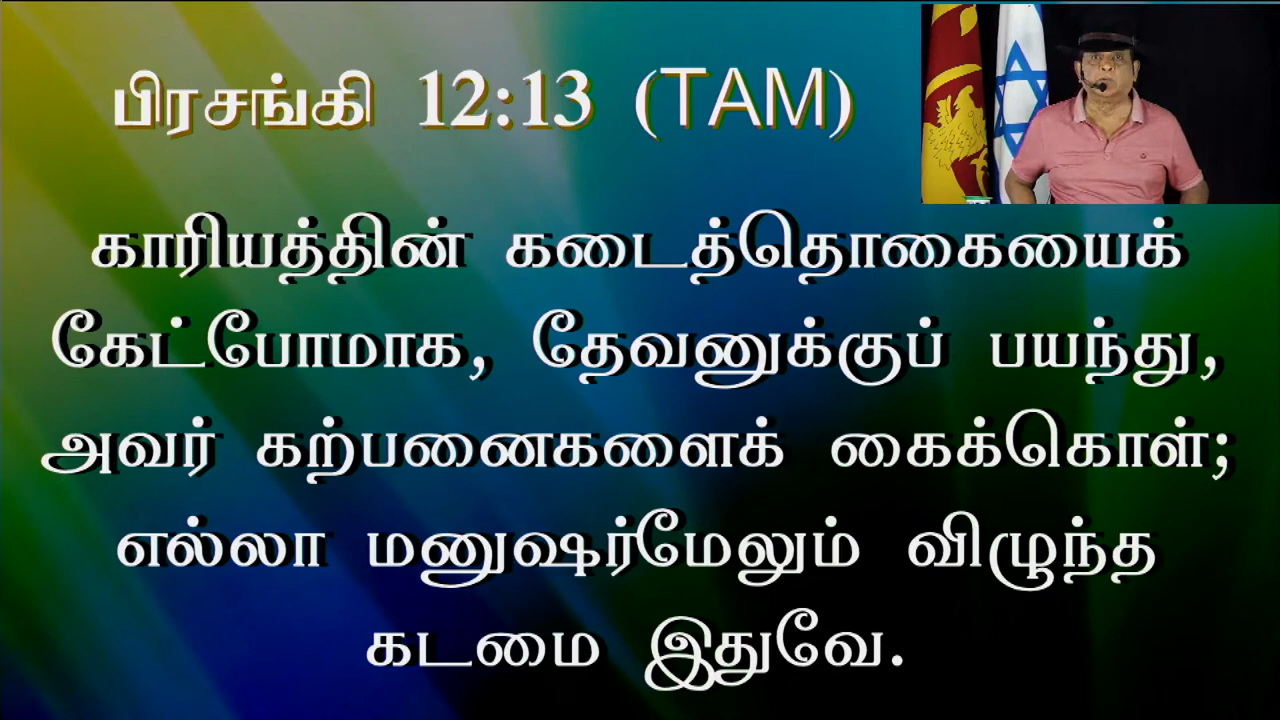 பிரசங்கி 12:13 (TAM)
காரியத்தின் கடைத்தொகையைக்
கேட்போமாக, தேவனுக்குப் பயந்து,
அவர் கற்பனைகளைக் கைக்கொள்;
எல்லா மனுஷர்மேலும் விழுந்த
கடமை இதுவே.